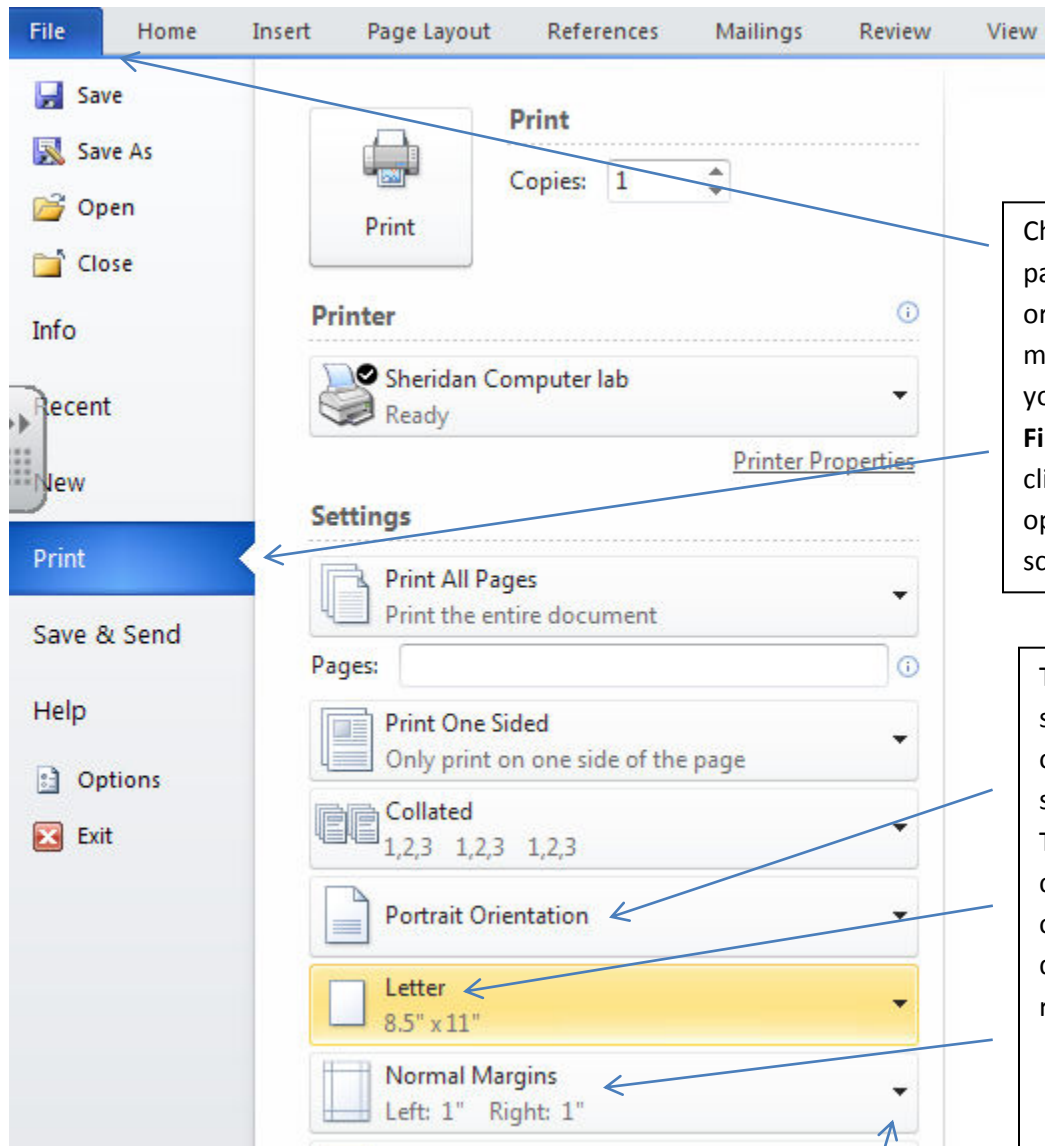 File Home Insert Page Layout References Mailings Review View
Save
Save As
Open
Close
Info
Recent
New
Print
Save & Send
Help
Options
Exit
Print
Print
Copies: 1
Printer
Sheridan Computer lab
Ready
Printer Properties
Settings
Print All Pages
Print the entire document
Pages:
Print One Sided
Only print on one side of the page
Collated
1,2,3 1,2,3 1,2,3
Portrait Orientation
Letter
8.5" x 11"
Normal Margins
Left: 1" Right: 1"